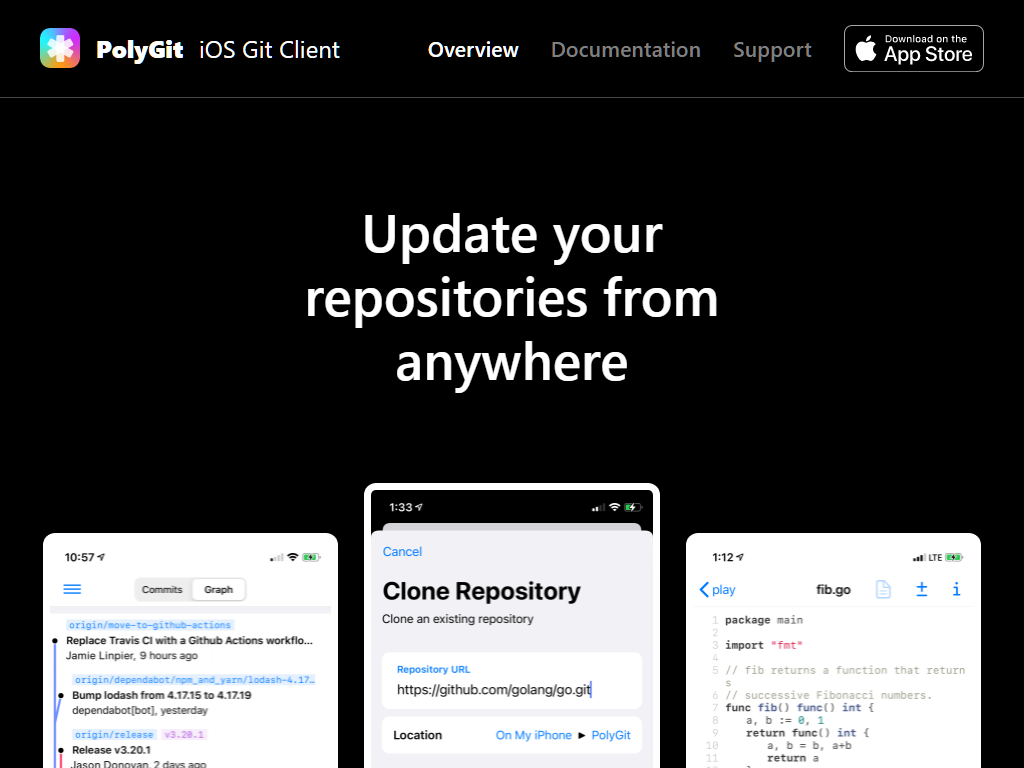 PolyGit iOS Git Client
Overview
Documentation
Support
Download on the
App Store
Update your
repositories from
anywhere
10:57
Commits
Graph
origin/move-to-github-actions
Replace Travis CI with a Github Actions workflo...
Jamie Linpier, 9 hours ago
origin/dependabot/npm_and_yarn/lodash-4.17...
Bump lodash from 4.17.15 to 4.17.19
dependabot[bot], yesterday
origin/release v3.20.1
Release v3.20.1
Jason Donovan, 2 days ago
1:33
Cancel
Clone Repository
Clone an existing repository
Repository URL
https://github.com/golang/go.git
Location On My iPhone ▸ PolyGit
1:12 LTE
play
fib.go
1 package main
2
3 import "fmt"
4
5 // fib returns a function that return
s
6 // successive Fibonacci numbers.
7 func fib() func() int {
8 a, b := 0, 1
9 return func() int {
10 a, b = b, a+b
11 return a